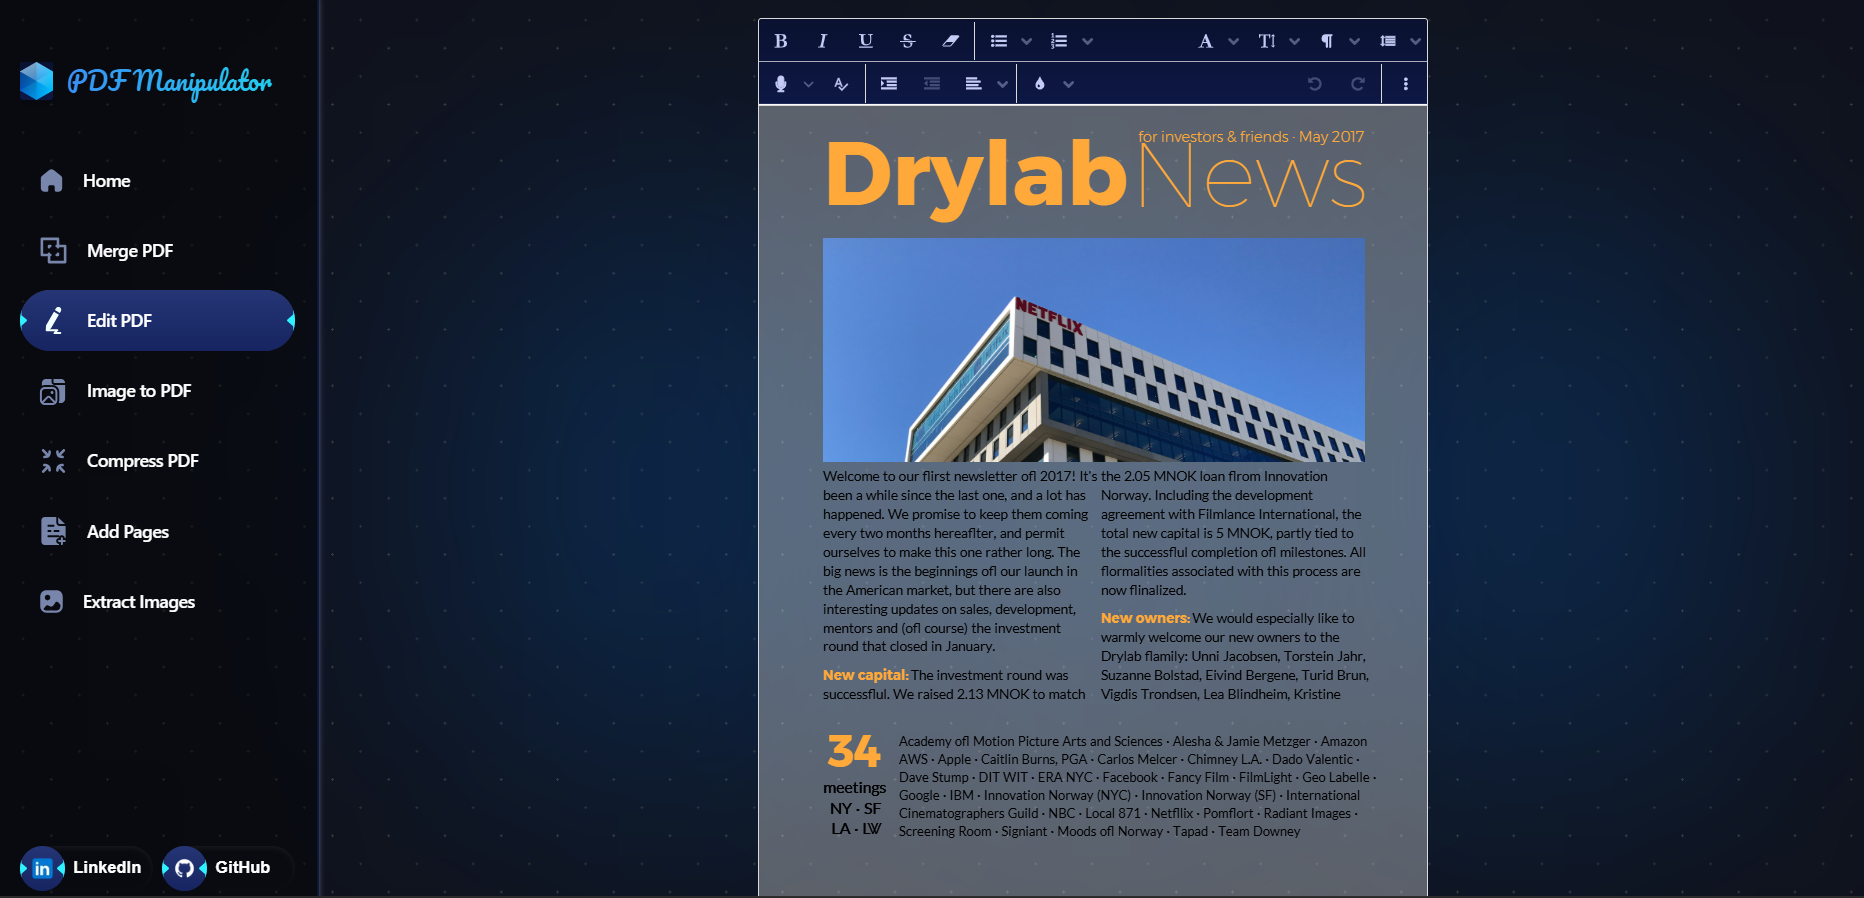 PDF Manipulator
Home
Merge PDF
Edit PDF
Image to PDF
Compress PDF
Add Pages
Extract Images
in LinkedIn
GitHub
B I U S
A T ¶
A
for investors & friends · May 2017
DrylabNews
NETFLIX
Welcome to our flirst newsletter ofl 2017! It's
been a while since the last one, and a lot has
happened. We promise to keep them coming
every two months hereaflter, and permit
ourselves to make this one rather long. The
big news is the beginnings ofl our launch in
the American market, but there are also
interesting updates on sales, development,
mentors and (ofl course) the investment
round that closed in January.
New capital: The investment round was
successflul. We raised 2.13 MNOK to match
the 2.05 MNOK loan flrom Innovation
Norway. Including the development
agreement with Filmlance International, the
total new capital is 5 MNOK, partly tied to
the successflul completion ofl milestones. All
flormalities associated with this process are
now flinalized.
New owners: We would especially like to
warmly welcome our new owners to the
Drylab flamily: Unni Jacobsen, Torstein Jahr,
Suzanne Bolstad, Eivind Bergene, Turid Brun,
Vigdis Trondsen, Lea Blindheim, Kristine
34
meetings
NY · SF
LA · LW
Academy ofl Motion Picture Arts and Sciences · Alesha & Jamie Metzger · Amazon
AWS · Apple · Caitlin Burns, PGA · Carlos Melcer · Chimney L.A. · Dado Valentic ·
Dave Stump · DIT WIT · ERA NYC · Facebook · Fancy Film · FilmLight · Geo Labelle ·
Google · IBM · Innovation Norway (NYC) · Innovation Norway (SF) · International
Cinematographers Guild · NBC · Local 871 · Netfllix · Pomflort · Radiant Images ·
Screening Room · Signiant · Moods ofl Norway · Tapad · Team Downey